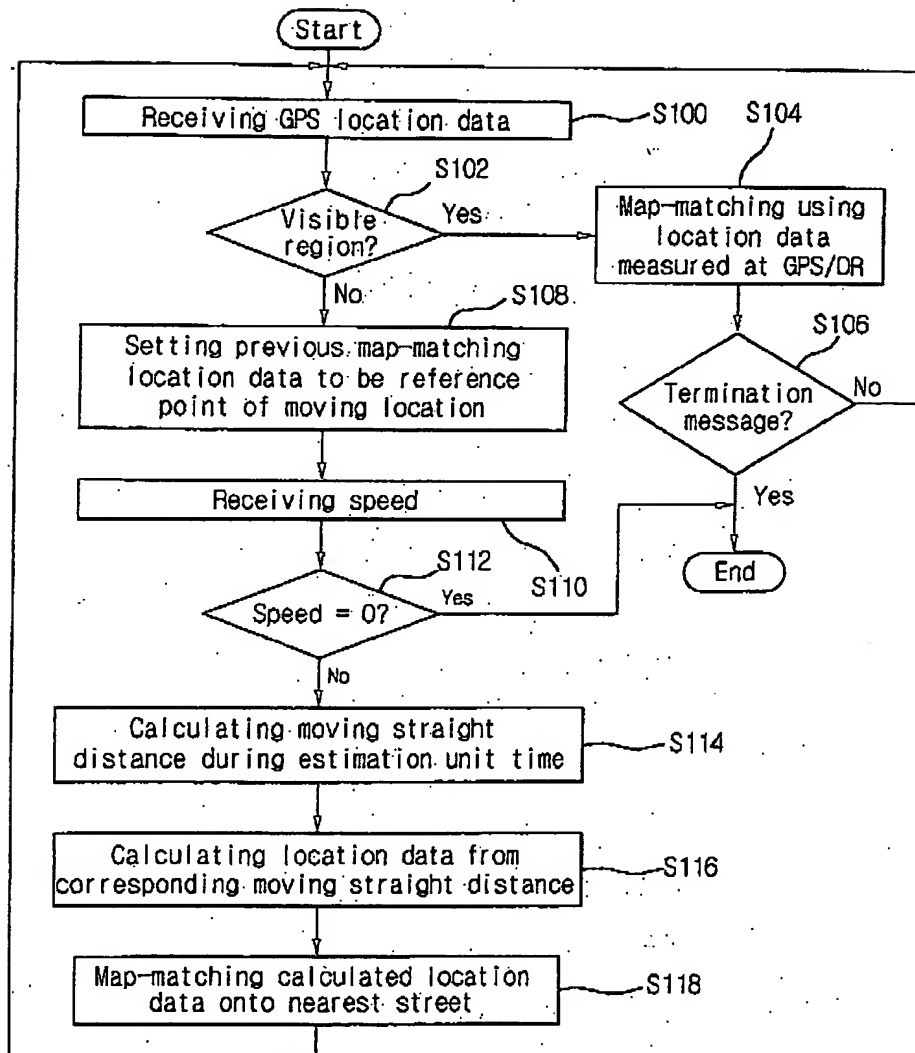 Start
Receiving GPS location data
S100
S102
S104
Visible
region?
Yes
No
Map-matching using
location data
measured at GPS/DR
S108
S106
Setting previous map-matching
location data to be reference
point of moving location
Termination
message?
No
Yes
Receiving speed
S110
End
S112
Speed = 0?
Yes
No
Calculating moving straight
distance during estimation unit time
S114
Calculating location data from
corresponding moving straight distance
S116
Map-matching calculated location
data onto nearest street
S118